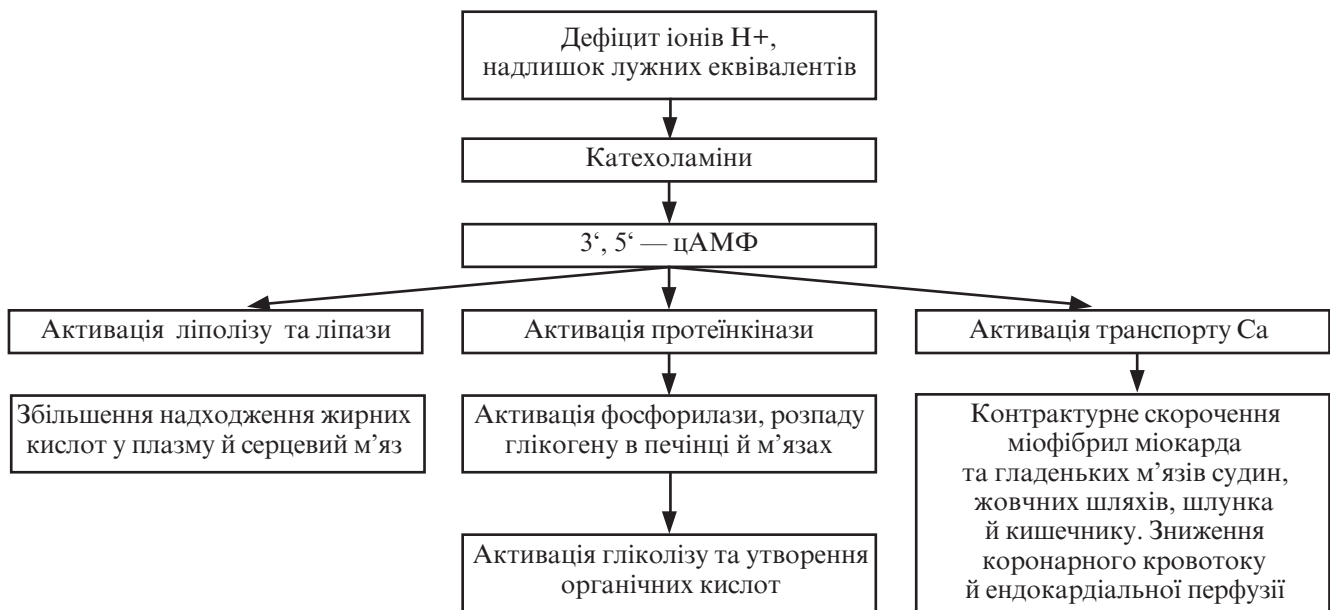 Дефіцит іонів H+,
надлишок лужних еквівалентів
Катехоламіни
3‘, 5‘ — цАМФ
Активація ліполізу та ліпази
Активація протеїнкінази
Активація транспорту Ca
Збільшення надходження жирних
кислот у плазму й серцевий м’яз
Активація фосфорилази, розпаду
глікогену в печінці й м’язах
Контрактурне скорочення
міофібрил міокарда
та гладеньких м’язів судин,
жовчних шляхів, шлунка
й кишечнику. Зниження
коронарного кровотоку
й ендокардіальної перфузії
Активація гліколізу та утворення
органічних кислот